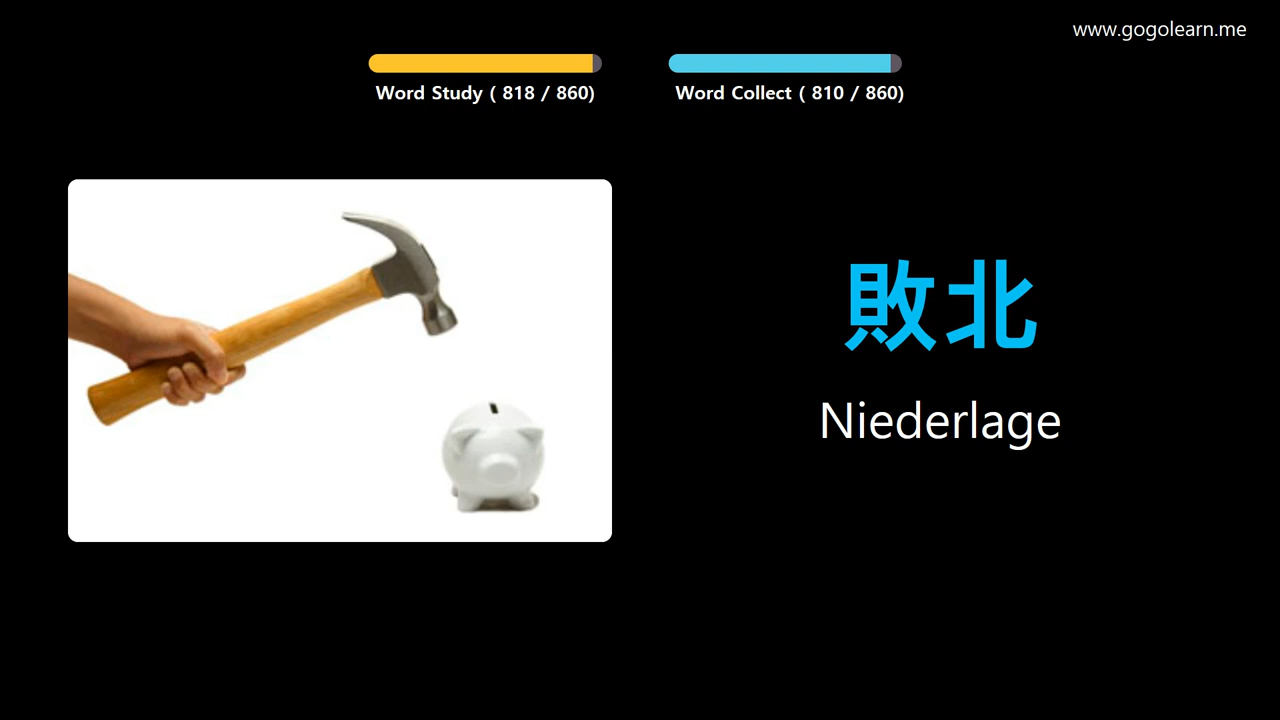 www.gogolearn.me
Word Study ( 818 / 860)
Word Collect ( 810 / 860)
敗北
Niederlage